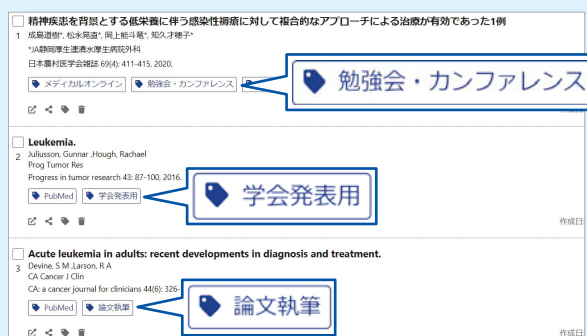 精神疾患を背景とする低栄養に伴う感染性褥瘡に対して複合的なアプローチによる治療が有効であった1例
1 成島道樹*, 松永晃直*, 岡上能斗竜*, 知久才穂子*
*JA静岡厚生連清水厚生病院外科
日本農村医学会雑誌 69(4): 411-415, 2020.
メディカルオンライン 勉強会・カンファレンス
勉強会・カンファレンス
Leukemia.
2 Juliusson, Gunnar ,Hough, Rachael
Prog Tumor Res
Progress in tumor research 43: 87-100, 2016.
PubMed 学会発表用
学会発表用
作成日:
Acute leukemia in adults: recent developments in diagnosis and treatment.
3 Devine, S M ,Larson, R A
CA Cancer J Clin
CA: a cancer journal for clinicians 44(6): 326-
PubMed 論文執筆
論文執筆
作成日: